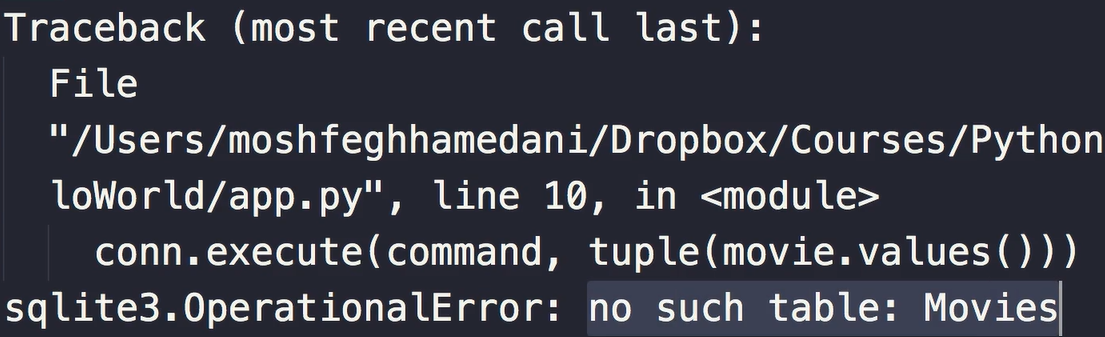 Traceback (most recent call last):
File
"/Users/moshfeghhamedani/Dropbox/Courses/Python
loWorld/app.py", line 10, in <module>
conn.execute(command, tuple(movie.values()))
sqlite3.OperationalError: no such table: Movies